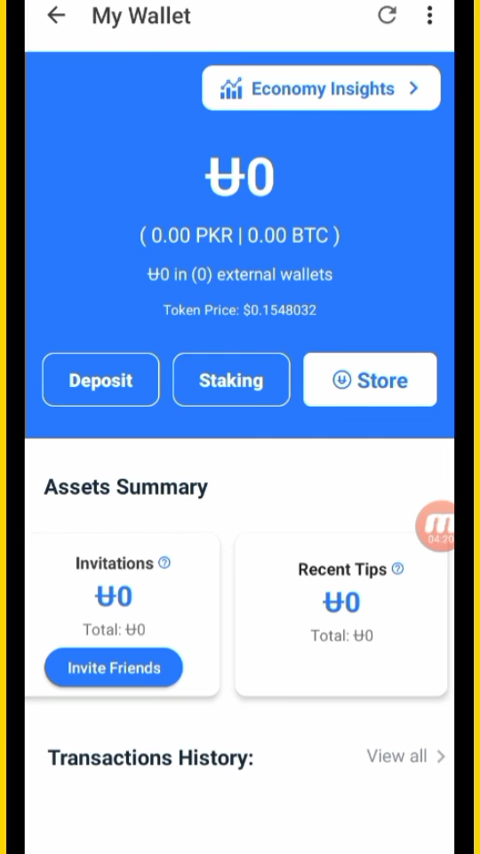 My Wallet
Economy Insights
Ʉ0
( 0.00 PKR | 0.00 BTC )
Ʉ0 in (0) external wallets
Token Price: $0.1548032
Deposit
Staking
Store
Assets Summary
Invitations
Ʉ0
Total: Ʉ0
Invite Friends
Recent Tips
Ʉ0
Total: Ʉ0
04:20
Transactions History:
View all